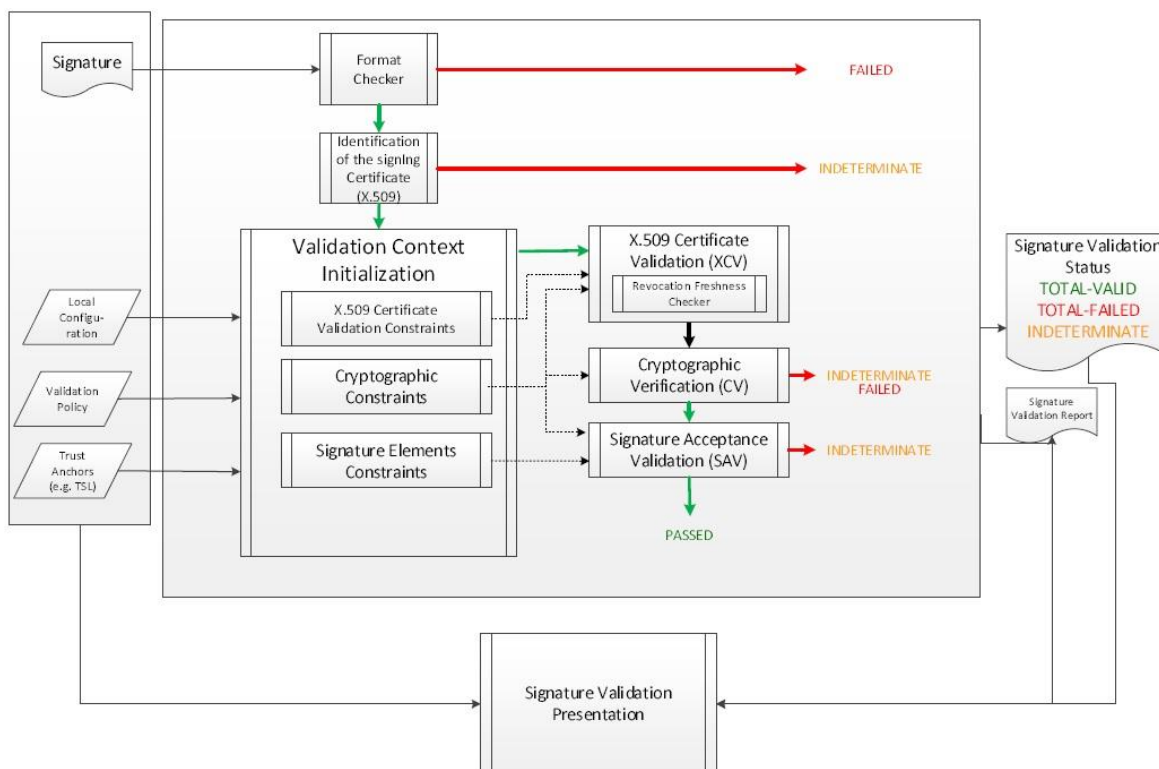 Signature
Format
Checker
FAILED
Identification
of the signing
Certificate
(X.509)
INDETERMINATE
Validation Context
Initialization
X.509 Certificate
Validation Constraints
Cryptographic
Constraints
Signature Elements
Constraints
X.509 Certificate
Validation (XCV)
Revocation Freshness
Checker
Cryptographic
Verification (CV)
INDETERMINATE
FAILED
Signature Acceptance
Validation (SAV)
INDETERMINATE
PASSED
Local
Configu-
ration
Validation
Policy
Trust
Anchors
(e.g. TSL)
Signature Validation
Status
TOTAL-VALID
TOTAL-FAILED
INDETERMINATE
Signature
Validation Report
Signature Validation
Presentation